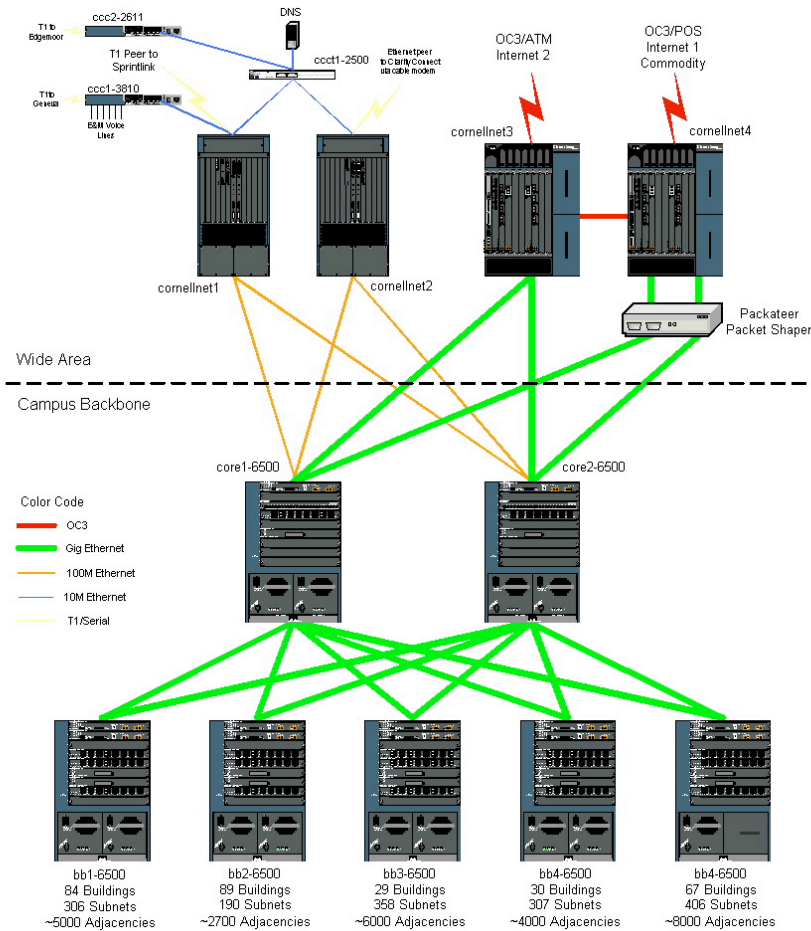 ccc2-2611
T1 to
Edgemoor
DNS
T1 Peer to
Sprintlink
ccct1-2500
Ethernet peer
to Clarity Connect
OC3/ATM
Internet 2
OC3/POS
Internet 1
Commodity
ccc1-3810
T1 to
General
E&M Voice
Lines
cornellnet3
cornellnet4
cornellnet1
cornellnet2
Packateer
Packet Shaper
Wide Area
Campus Backbone
core1-6500
core2-6500
Color Code
OC3
Gig Ethernet
100M Ethernet
10M Ethernet
T1/Serial
bb1-6500
84 Buildings
306 Subnets
~5000 Adjacencies
bb2-6500
89 Buildings
190 Subnets
~2700 Adjacencies
bb3-6500
29 Buildings
358 Subnets
~6000 Adjacencies
bb4-6500
30 Buildings
307 Subnets
~4000 Adjacencies
bb4-6500
67 Buildings
406 Subnets
~8000 Adjacencies